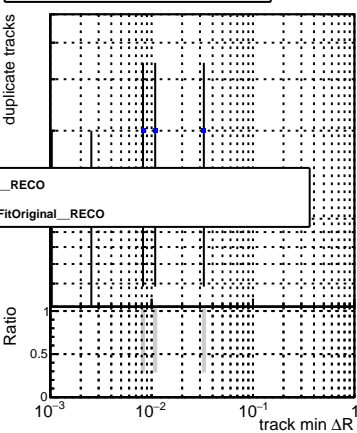 duplicate tracks
__RECO
FitOriginal__RECO
Ratio
1
0.5
0
10⁻³ 10⁻² 10⁻¹ 1
track min ΔR